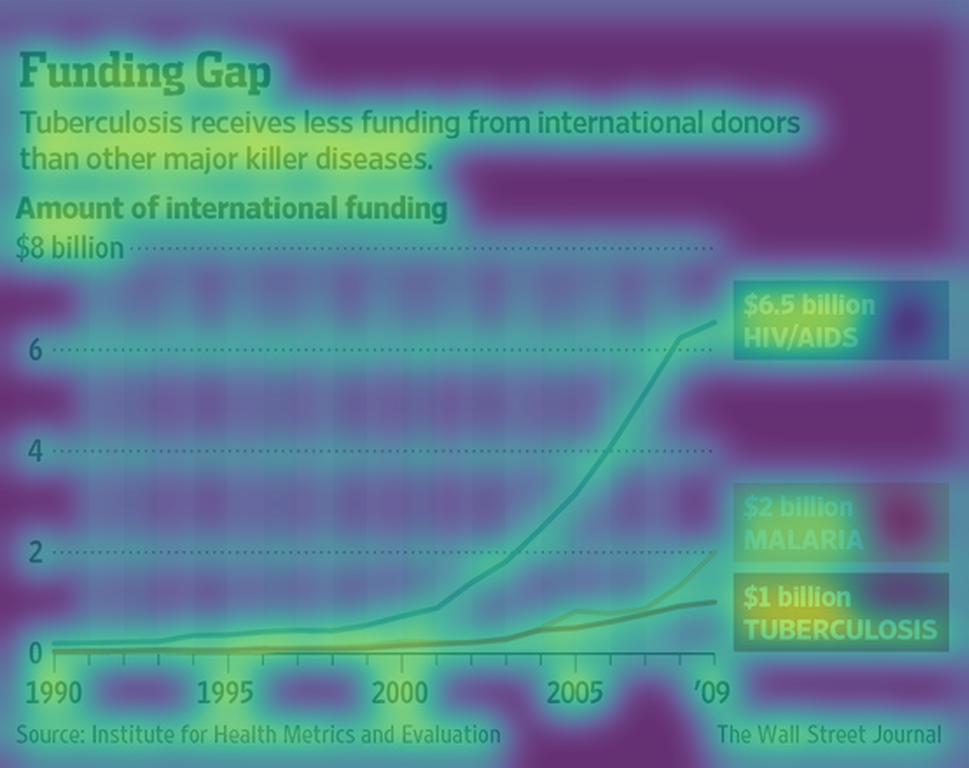 Funding Gap
Tuberculosis receives less funding from international donors
than other major killer diseases.
Amount of international funding
$8 billion
6
4
2
0
$6.5 billion
HIV/AIDS
$2 billion
MALARIA
$1 billion
TUBERCULOSIS
1990 1995 2000 2005 '09
Source: Institute for Health Metrics and Evaluation The Wall Street Journal